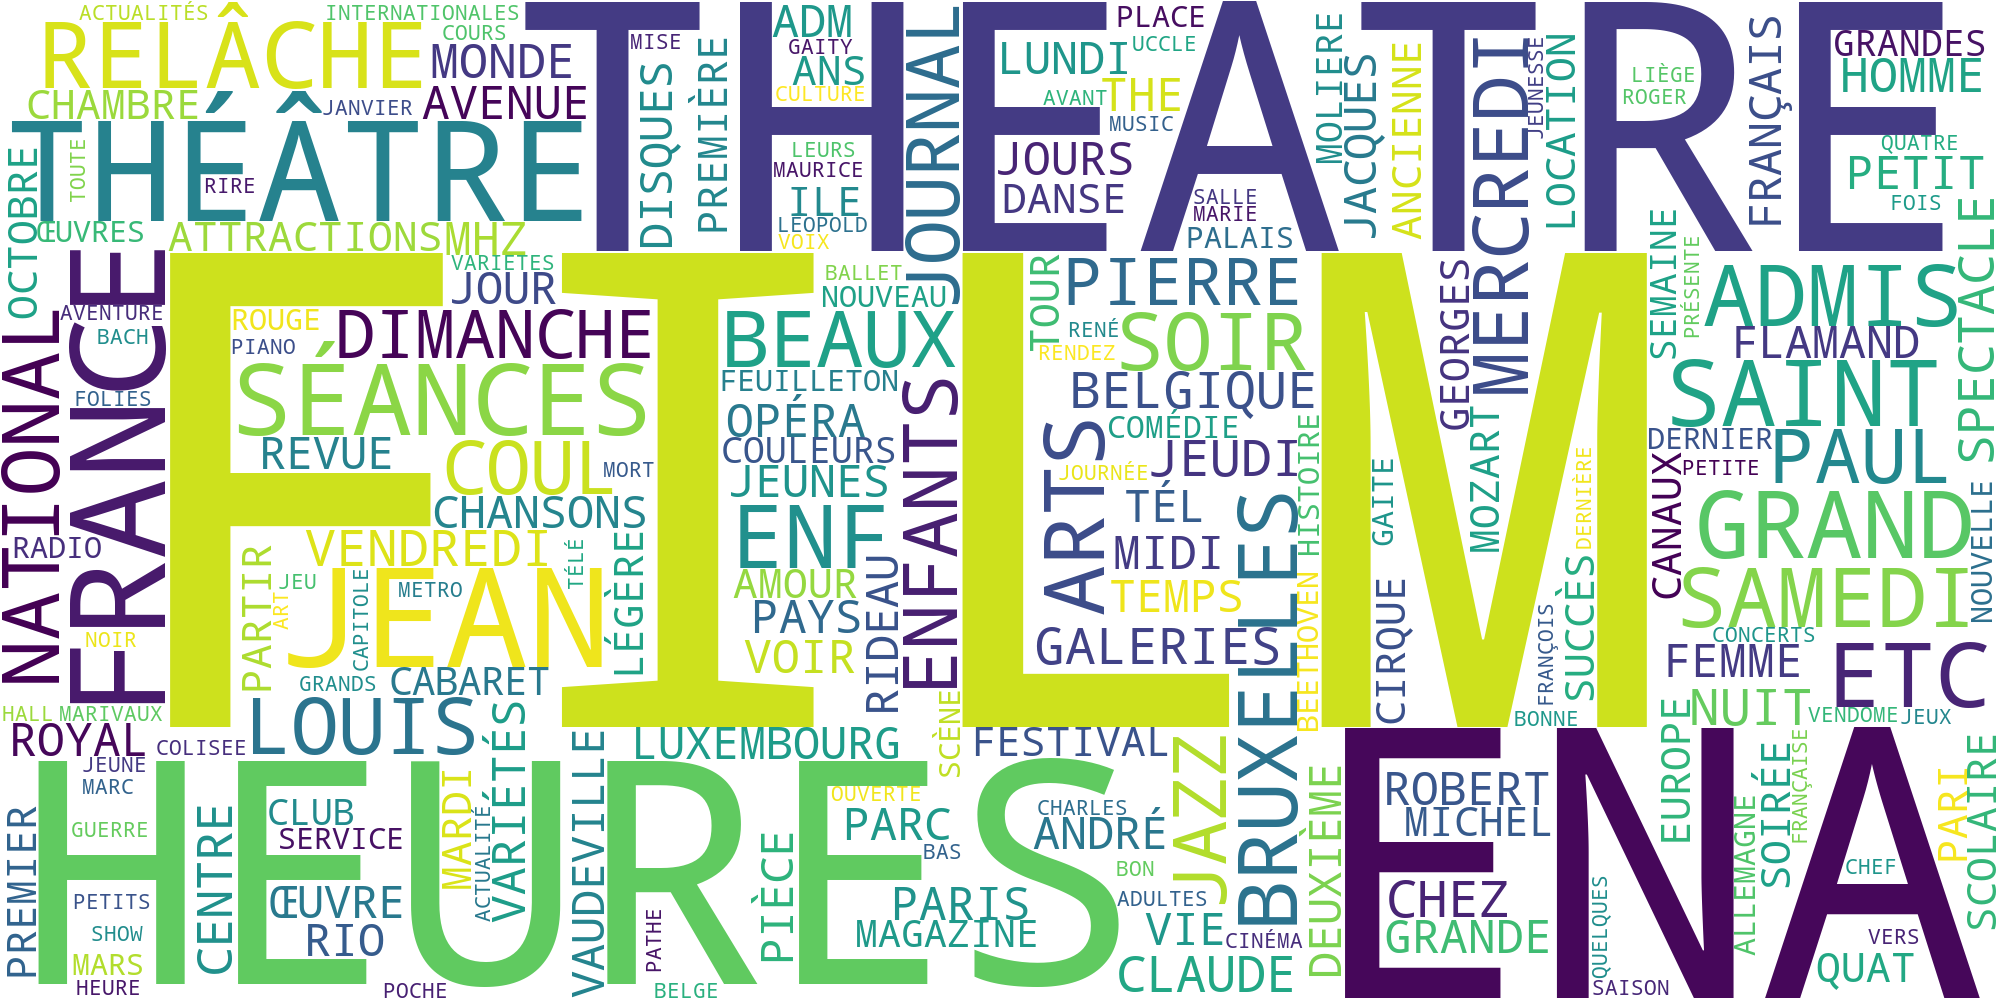 ACTUALITÉS
INTERNATIONALES
COURS
RELÂCHE
MONDE
CHAMBRE
JANVIER
AVENUE
THEATRE
THÉÂTRE
MISE
DISQUES
PREMIÈRE
ADM
GAITY
ANS
CULTURE
JOURNAL
LEURS
MAURICE
ILE
LEOPOLD
VOIX
PLACE
UCCLE
LUNDI
AVANT
THE
MUSIC
JOURS
DANSE
SALLE
MARIE
PALAIS
MOLIERE
JACQUES
ANCIENNE
MERCREDI
JEUNESSE
LOCATION
LIÈGE
ROGER
FRANÇAIS
GRANDES
HOMME
QUATRE
PETIT
FOIS
OCTOBRE
TOUTE
RIRE
ŒUVRES
ATTRACTIONS
MHZ
VARIETES
JOUR
FRANCE
NATIONAL
AVENTURE
BACH
FOLIES
ROUGE
PIANO
DIMANCHE
SÉANCES
REVUE
COUL
MORT
CHANSONS
FILM
BALLET
NOUVEAU
BEAUX
FEUILLETON
OPÉRA
COULEURS
JEUNES
ENF
AMOUR
PAYS
VOIR
RIDEAU
ENFANTS
TOUR
PIERRE
RENÉ
RENDEZ
SOIR
BELGIQUE
COMÉDIE
JOURNÉE
JEUDI
ARTS
TÉL
MIDI
TEMPS
GALERIES
BRUXELLES
HISTOIRE
BEETHOVEN
GAITE
CIRQUE
GEORGES
MOZART
SEMAINE
PRÉSENTE
ADMIS
FLAMAND
SPECTACLE
SAINT
DERNIER
PETITE
PAUL
DERNIÈRE
CANAUX
GRAND
SAMEDI
NOUVELLE
SUCCÈS
FRANÇOIS
CONCERTS
FEMME
ETC
NUIT
VENDOME
JEUX
BONNE
RADIO
NOIR
PARTIR
VENDREDI
JEU
ART
JEAN
CAPITOLE
METRO
TÉLÉ
LÉGÈRE
GRANDS
CABARET
HALL
MARIVAUX
ROYAL
COLISEE
LOUIS
VARIÉTÉS
LUXEMBOURG
SCÈNE
FESTIVAL
JEUNE
MARC
GUERRE
PETITS
SHOW
MARS
HEURE
PREMIER
CENTRE
HEURES
CLUB
SERVICE
ŒUVRE
RIO
POCHE
MARDI
ACTUALITÉ
VAUDEVILLE
PATHE
BELGE
PIÈCE
OUVERTE
PARC
BAS
PARIS
MAGAZINE
CHARLES
ANDRÉ
BON
ADULTES
VIE
CLAUDE
JAZZ
CINÉMA
DEUXIÈME
ENA
ROBERT
MICHEL
CHEZ
GRANDE
QUELQUES
SAISON
EUROPE
ALLEMAGNE
SOIRÉE
FRANÇAISE
CHEF
VERS
QUAT
PARI
SCOLAIRE